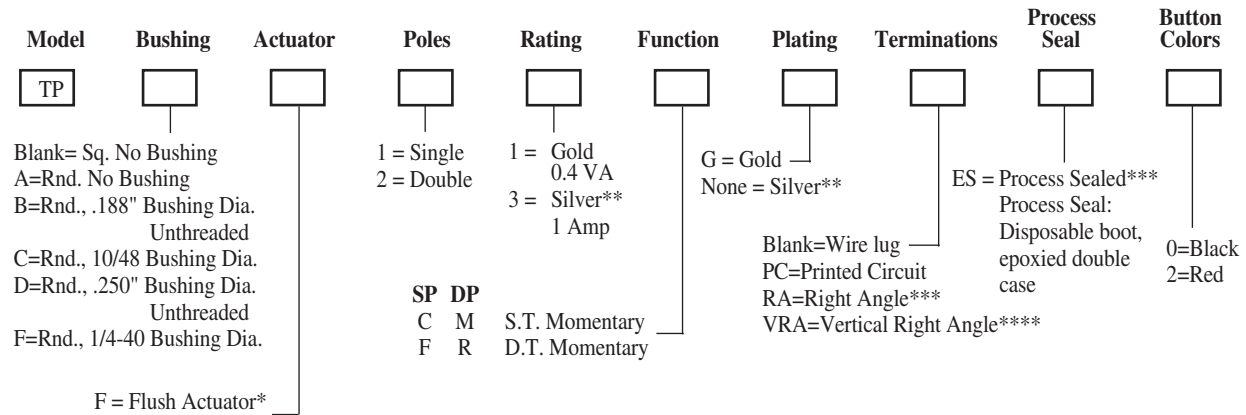 Model Bushing Actuator Poles Rating Function Plating Terminations Process Seal Button Colors
TP
Blank= Sq. No Bushing
A=Rnd. No Bushing
B=Rnd., .188" Bushing Dia.
Unthreaded
C=Rnd., 10/48 Bushing Dia.
D=Rnd., .250" Bushing Dia.
Unthreaded
F=Rnd., 1/4-40 Bushing Dia.
F = Flush Actuator*
1 = Single
2 = Double
1 = Gold
0.4 VA
3 = Silver**
1 Amp
SP DP
C M S.T. Momentary
F R D.T. Momentary
G = Gold
None = Silver**
Blank=Wire lug
PC=Printed Circuit
RA=Right Angle***
VRA=Vertical Right Angle****
ES = Process Sealed***
Process Seal:
Disposable boot,
epoxied double
case
0=Black
2=Red